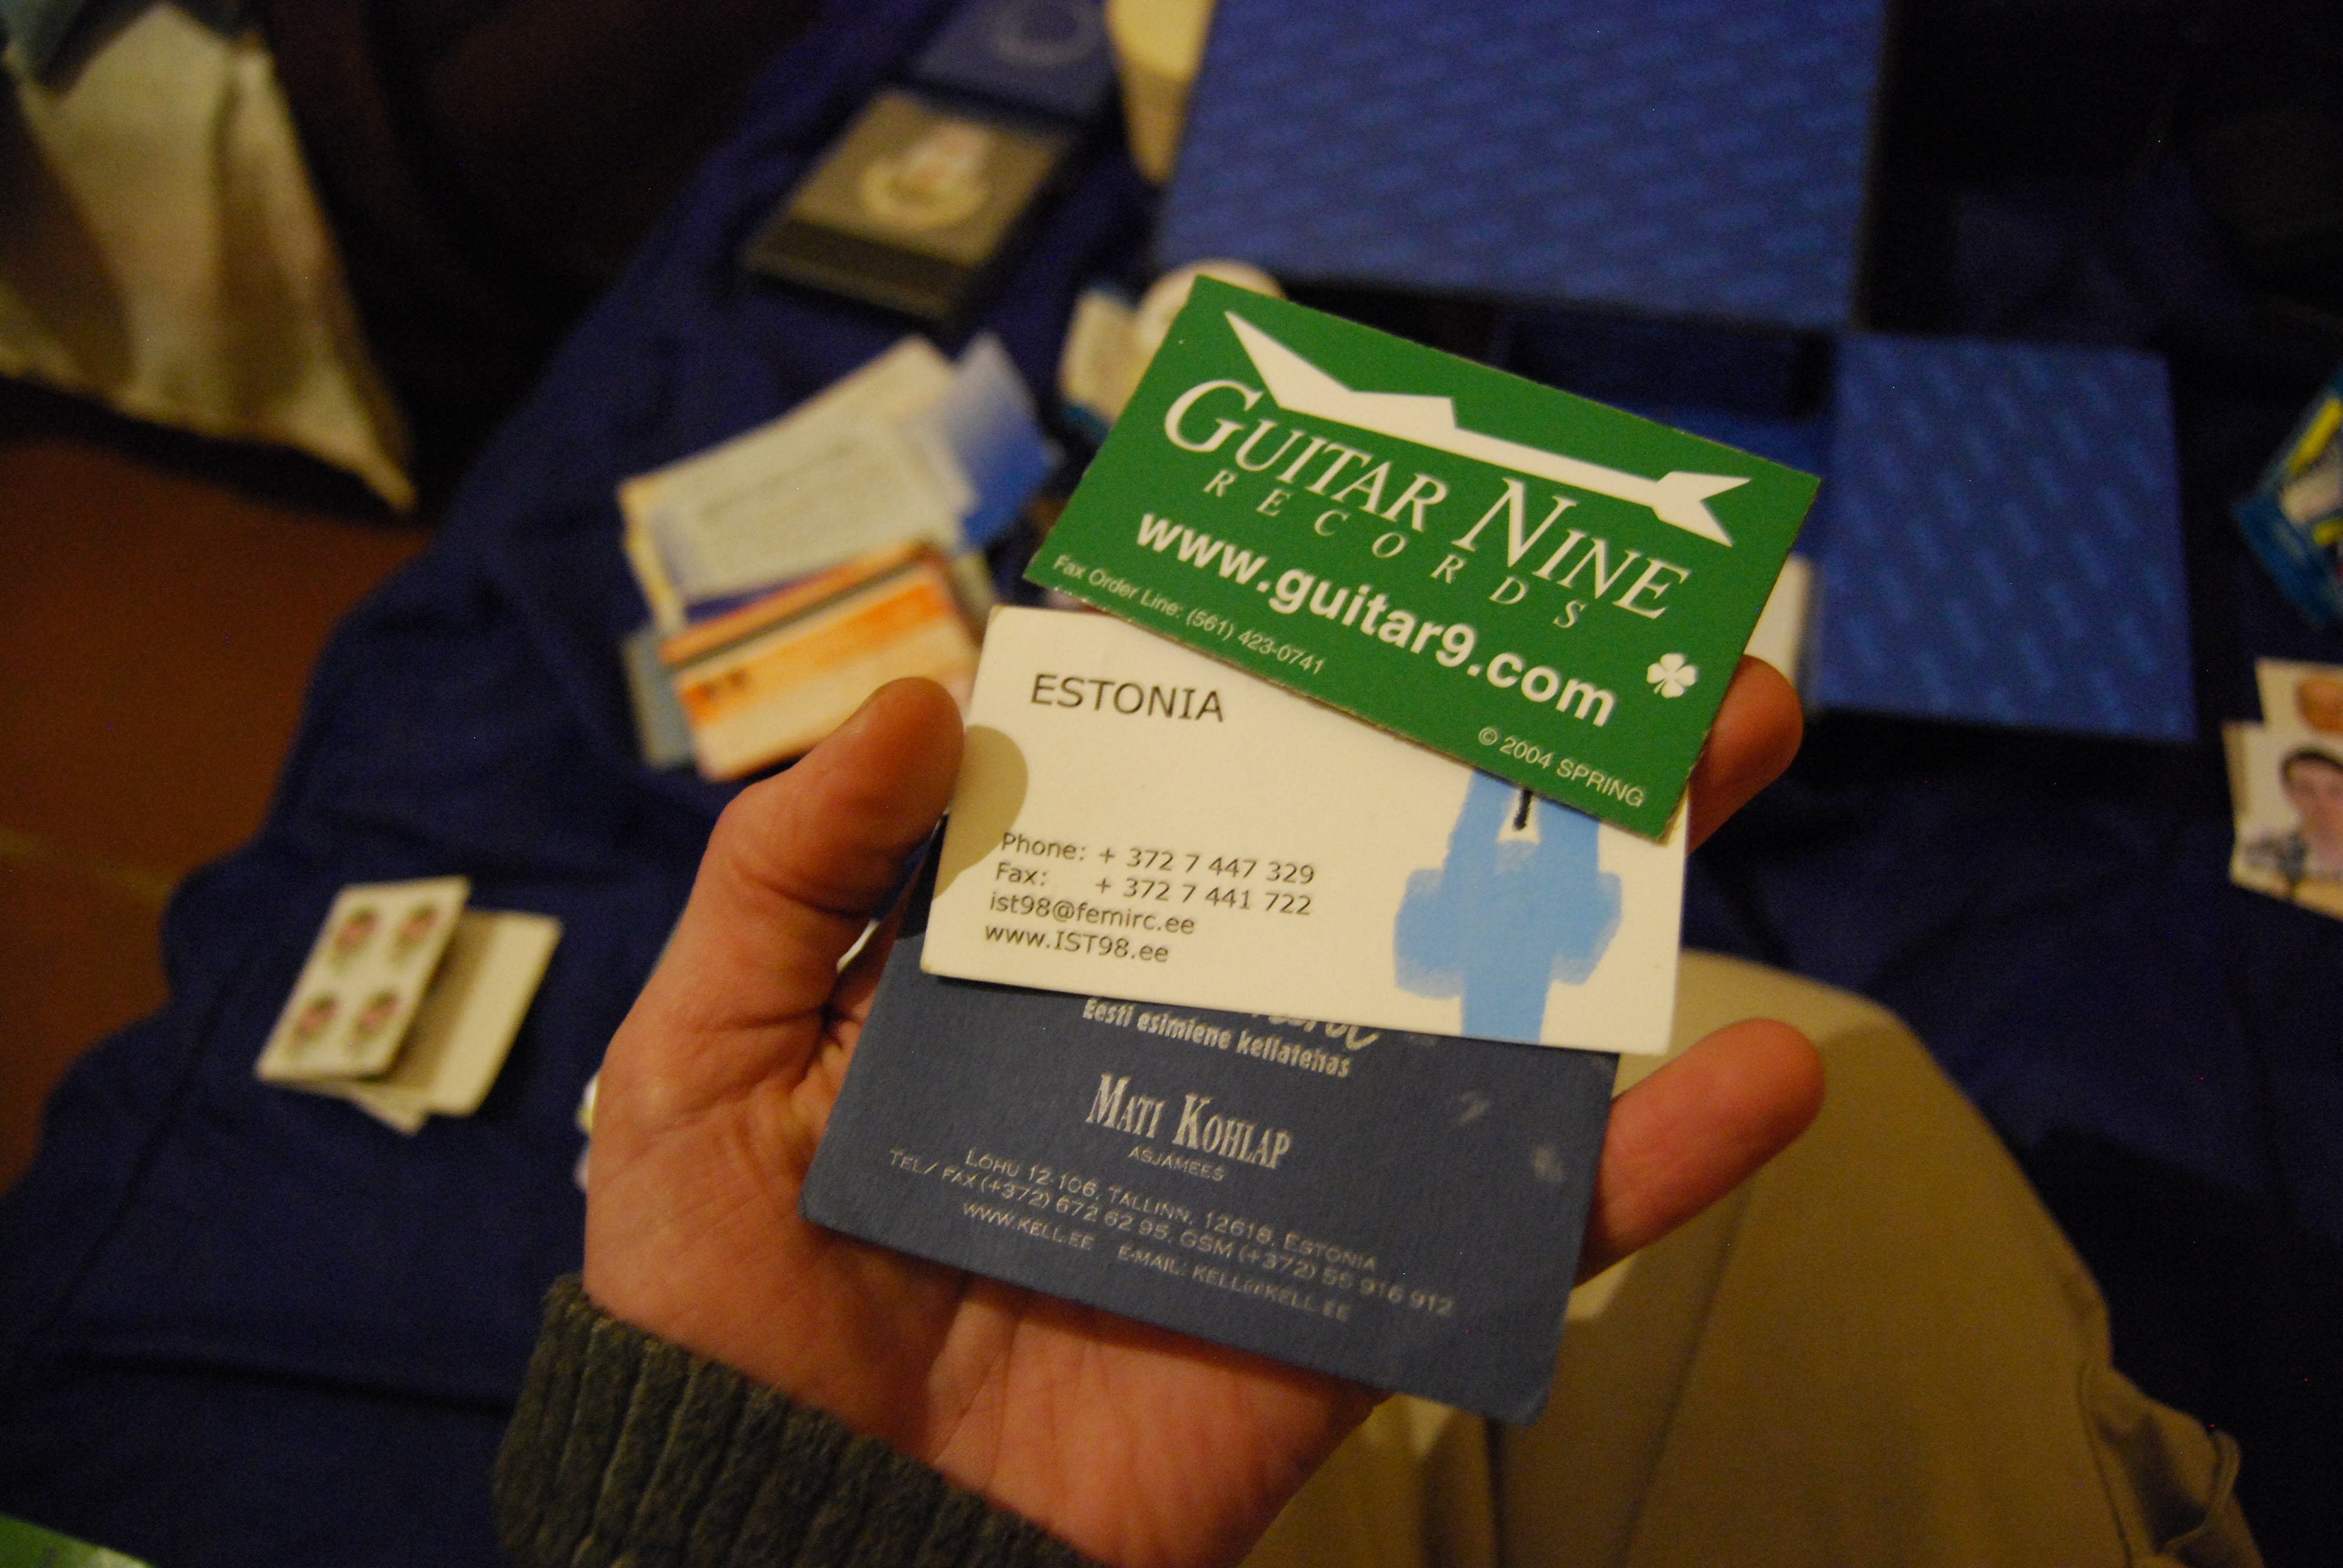 GUITAR NINE
RECORDS
www.guitar9.com
Fax Order Line: (561) 423-0741
© 2004 SPRING
ESTONIA
Phone: + 372 7 447 329
Fax: + 372 7 441 722
ist98@femirc.ee
www.IST98.ee
Eesti esimene kellatehas
MATI KOHLAP
ASJAMEES
LÕHU 12-106, TALLINN, 12618, ESTONIA
TEL/ FAX (+372) 672 62 95, GSM (+372) 55 916 912
WWW.KELL.EE E-MAIL: KELL@KELL.EE